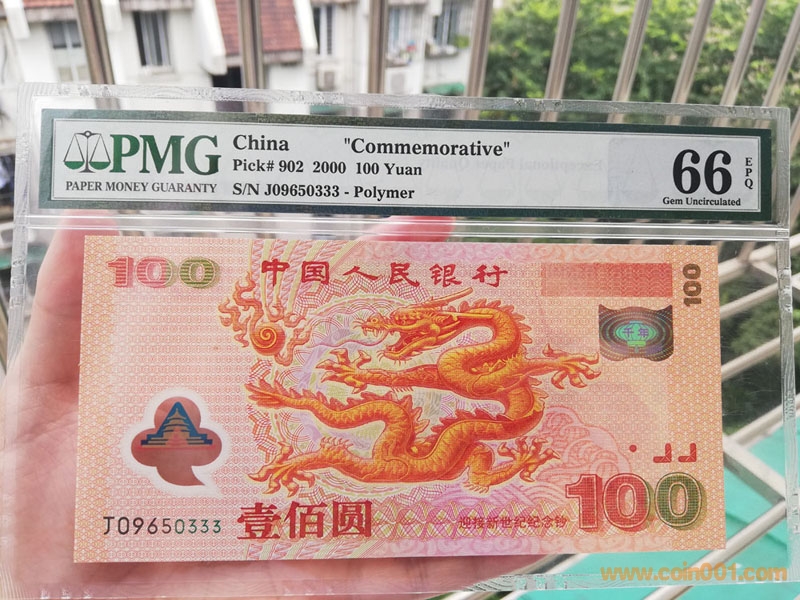 PMG
PAPER MONEY GUARANTY
China "Commemorative"
Pick# 902 2000 100 Yuan
S/N J09650333 - Polymer
66 EPQ
Gem Uncirculated
100 中国人民银行 100
千年
J09650333 壹佰圆 迎接新世纪纪念钞 100
www.coin001.com